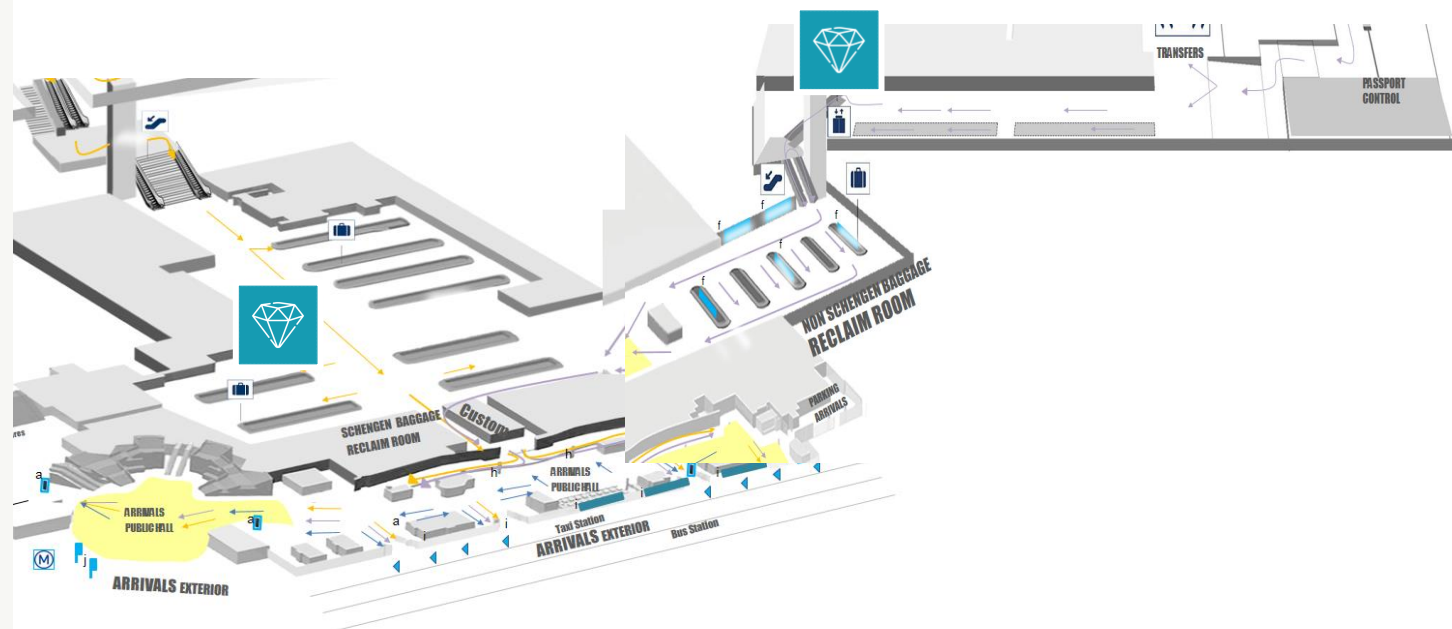 TRANSFERS
PASSPORT
CONTROL
f
f
f
f
f
NON SCHENGEN BAGGAGE
RECLAIM ROOM
PARKING
ARRIVALS
SCHENGEN BAGGAGE
RECLAIM ROOM
Custom
h
h
ARRIVALS
PUBLIC HALL
a
a
a
ARRIVALS
PUBLIC HALL
i
i
i
i
i
Taxi Station
Bus Station
ARRIVALS EXTERIOR
M
j
ARRIVALS EXTERIOR